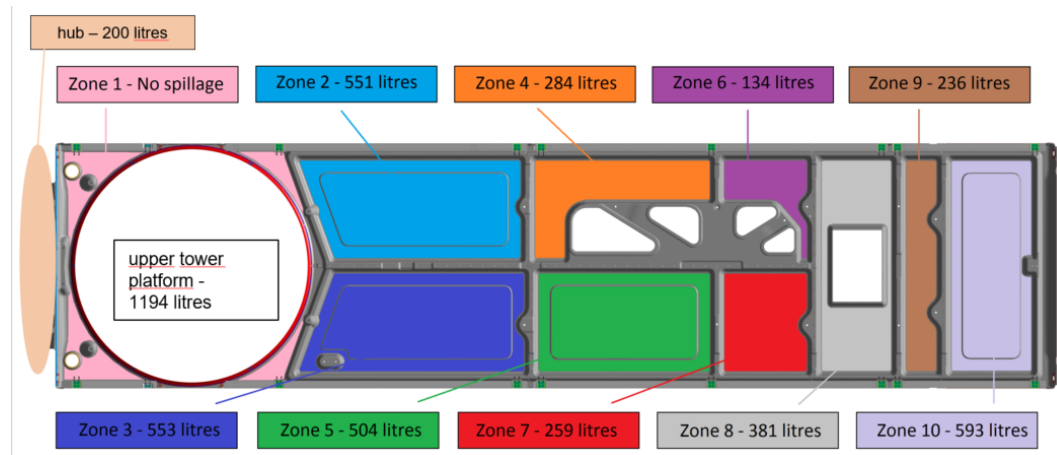 hub – 200 litres
Zone 1 - No spillage
Zone 2 - 551 litres
Zone 4 - 284 litres
Zone 6 - 134 litres
Zone 9 - 236 litres
upper tower
platform -
1194 litres
Zone 3 - 553 litres
Zone 5 - 504 litres
Zone 7 - 259 litres
Zone 8 - 381 litres
Zone 10 - 593 litres